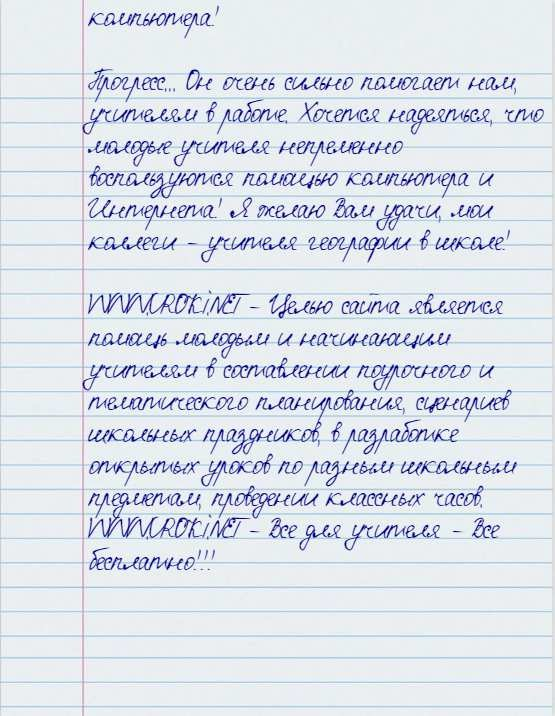 компьютера!
Прогресс... Он очень сильно помогает нам,
учителям в работе. Хочется надеяться, что
молодые учителя непременно
воспользуются помощью компьютера и
Интернета! Я желаю Вам удачи, мои
коллеги – учителя географии в школе!
WWW.UROKI.NET – Целью сайта является
помощь молодым и начинающим
учителям в составлении поурочного и
тематического планирования, сценариев
школьных праздников, в разработке
открытых уроков по разным школьным
предметам, проведении классных часов.
WWW.UROKI.NET – Все для учителя – Все
бесплатно!!!